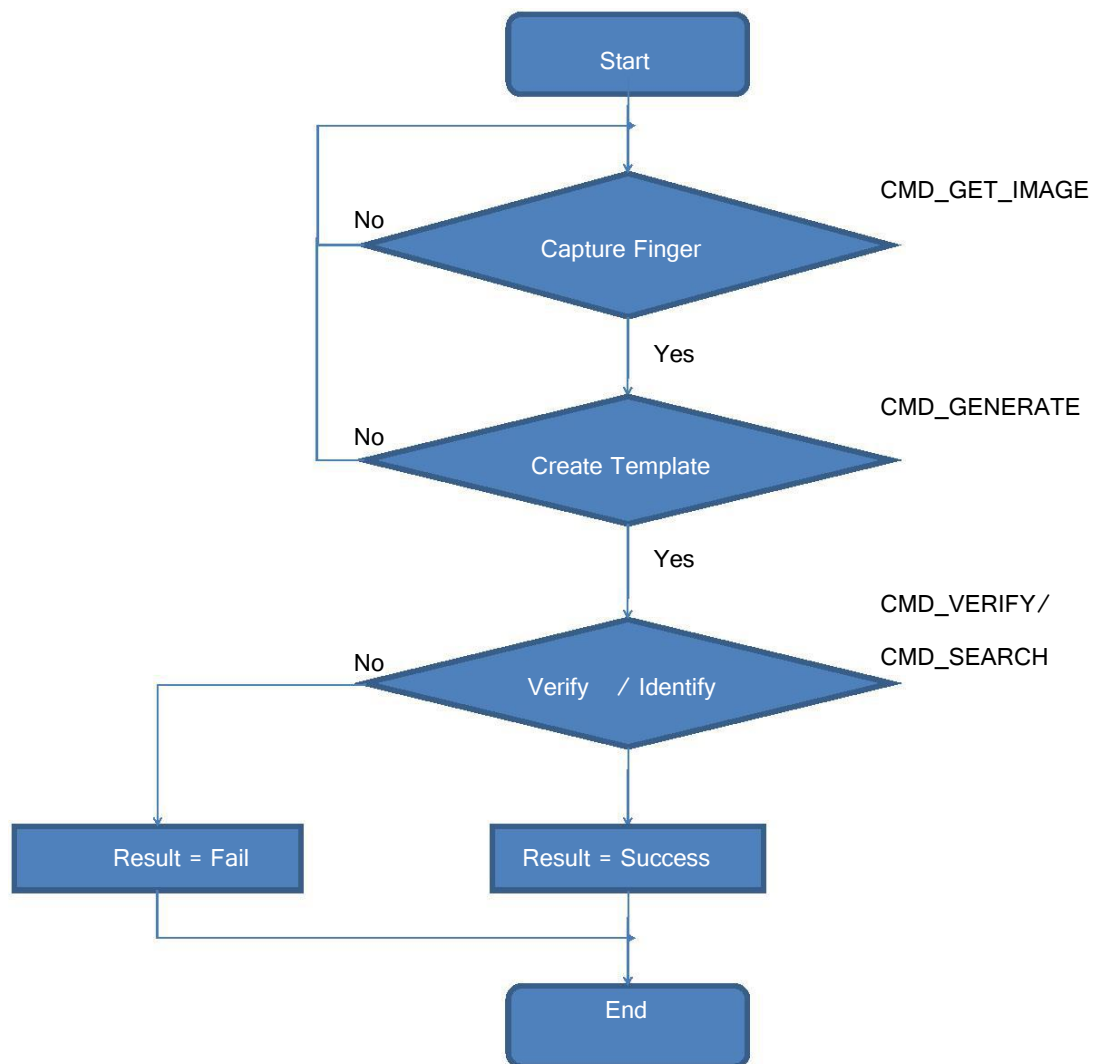 Start
CMD_GET_IMAGE
No
Capture Finger
Yes
CMD_GENERATE
No
Create Template
Yes
CMD_VERIFY/
CMD_SEARCH
No
Verify / Identify
Result = Fail
Result = Success
End